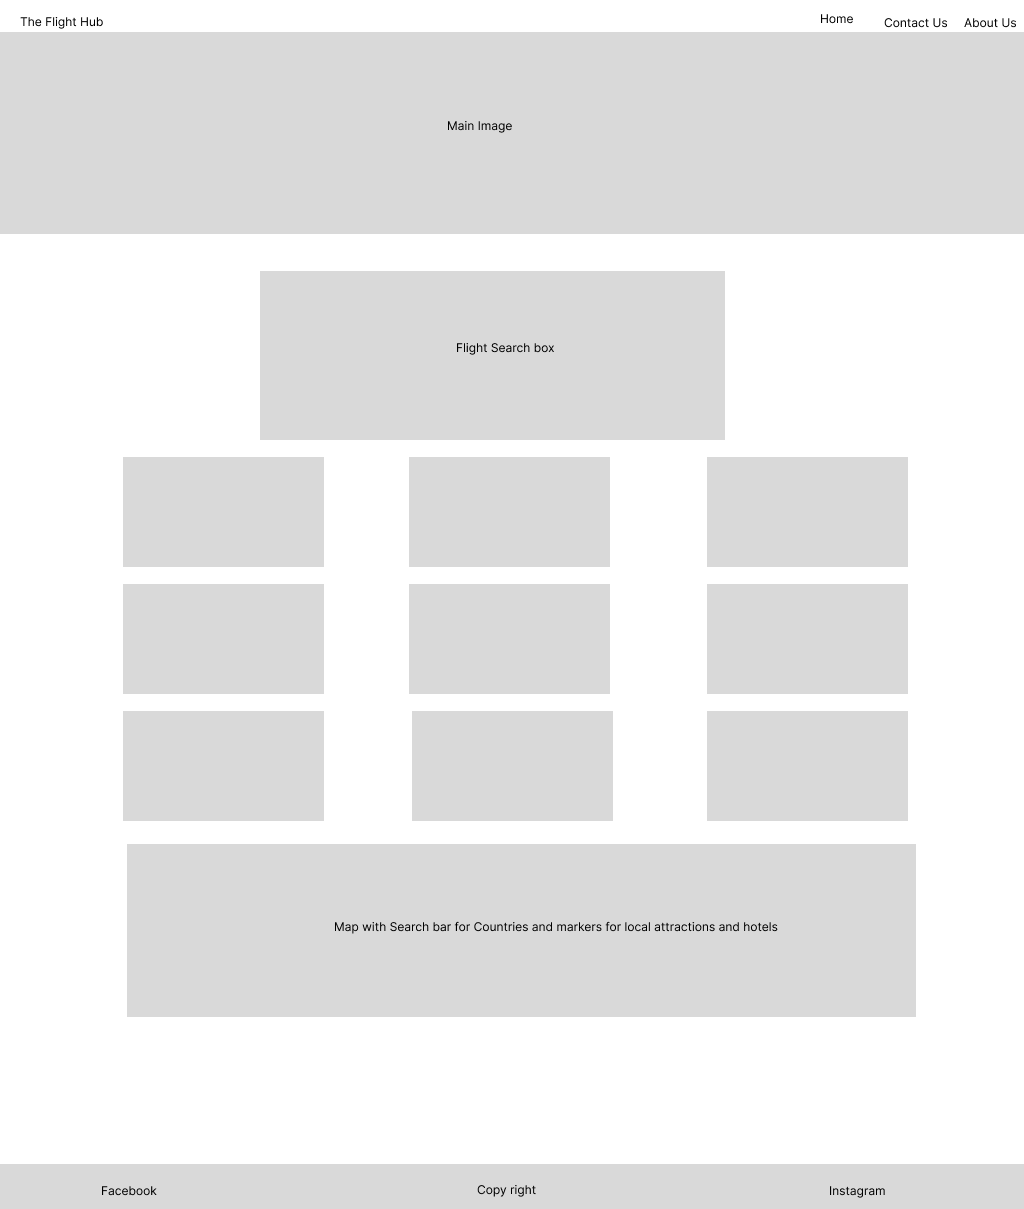 The Flight Hub
Home
Contact Us
About Us
Main Image
Flight Search box
Map with Search bar for Countries and markers for local attractions and hotels
Facebook
Copy right
Instagram